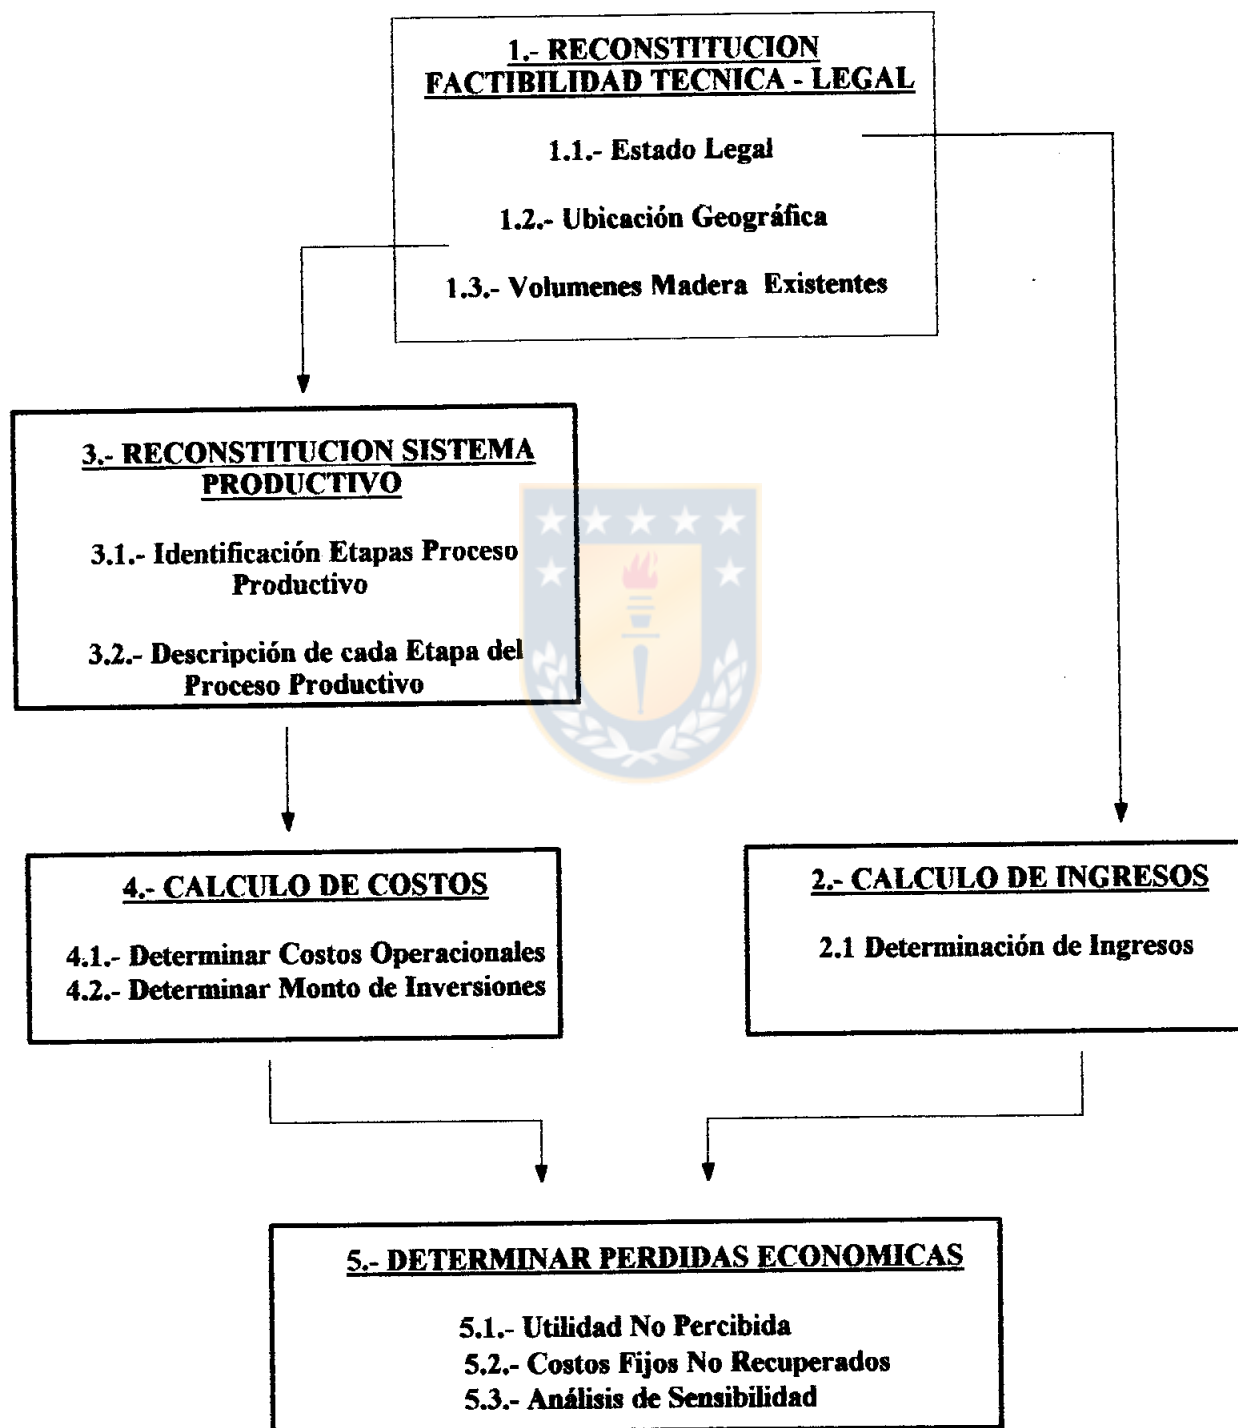 1.- RECONSTITUCION
FACTIBILIDAD TECNICA - LEGAL
1.1.- Estado Legal
1.2.- Ubicación Geográfica
1.3.- Volumenes Madera Existentes
3.- RECONSTITUCION SISTEMA
PRODUCTIVO
3.1.- Identificación Etapas Proceso
Productivo
3.2.- Descripción de cada Etapa del
Proceso Productivo
4.- CALCULO DE COSTOS
4.1.- Determinar Costos Operacionales
4.2.- Determinar Monto de Inversiones
2.- CALCULO DE INGRESOS
2.1 Determinación de Ingresos
5.- DETERMINAR PERDIDAS ECONOMICAS
5.1.- Utilidad No Percibida
5.2.- Costos Fijos No Recuperados
5.3.- Análisis de Sensibilidad